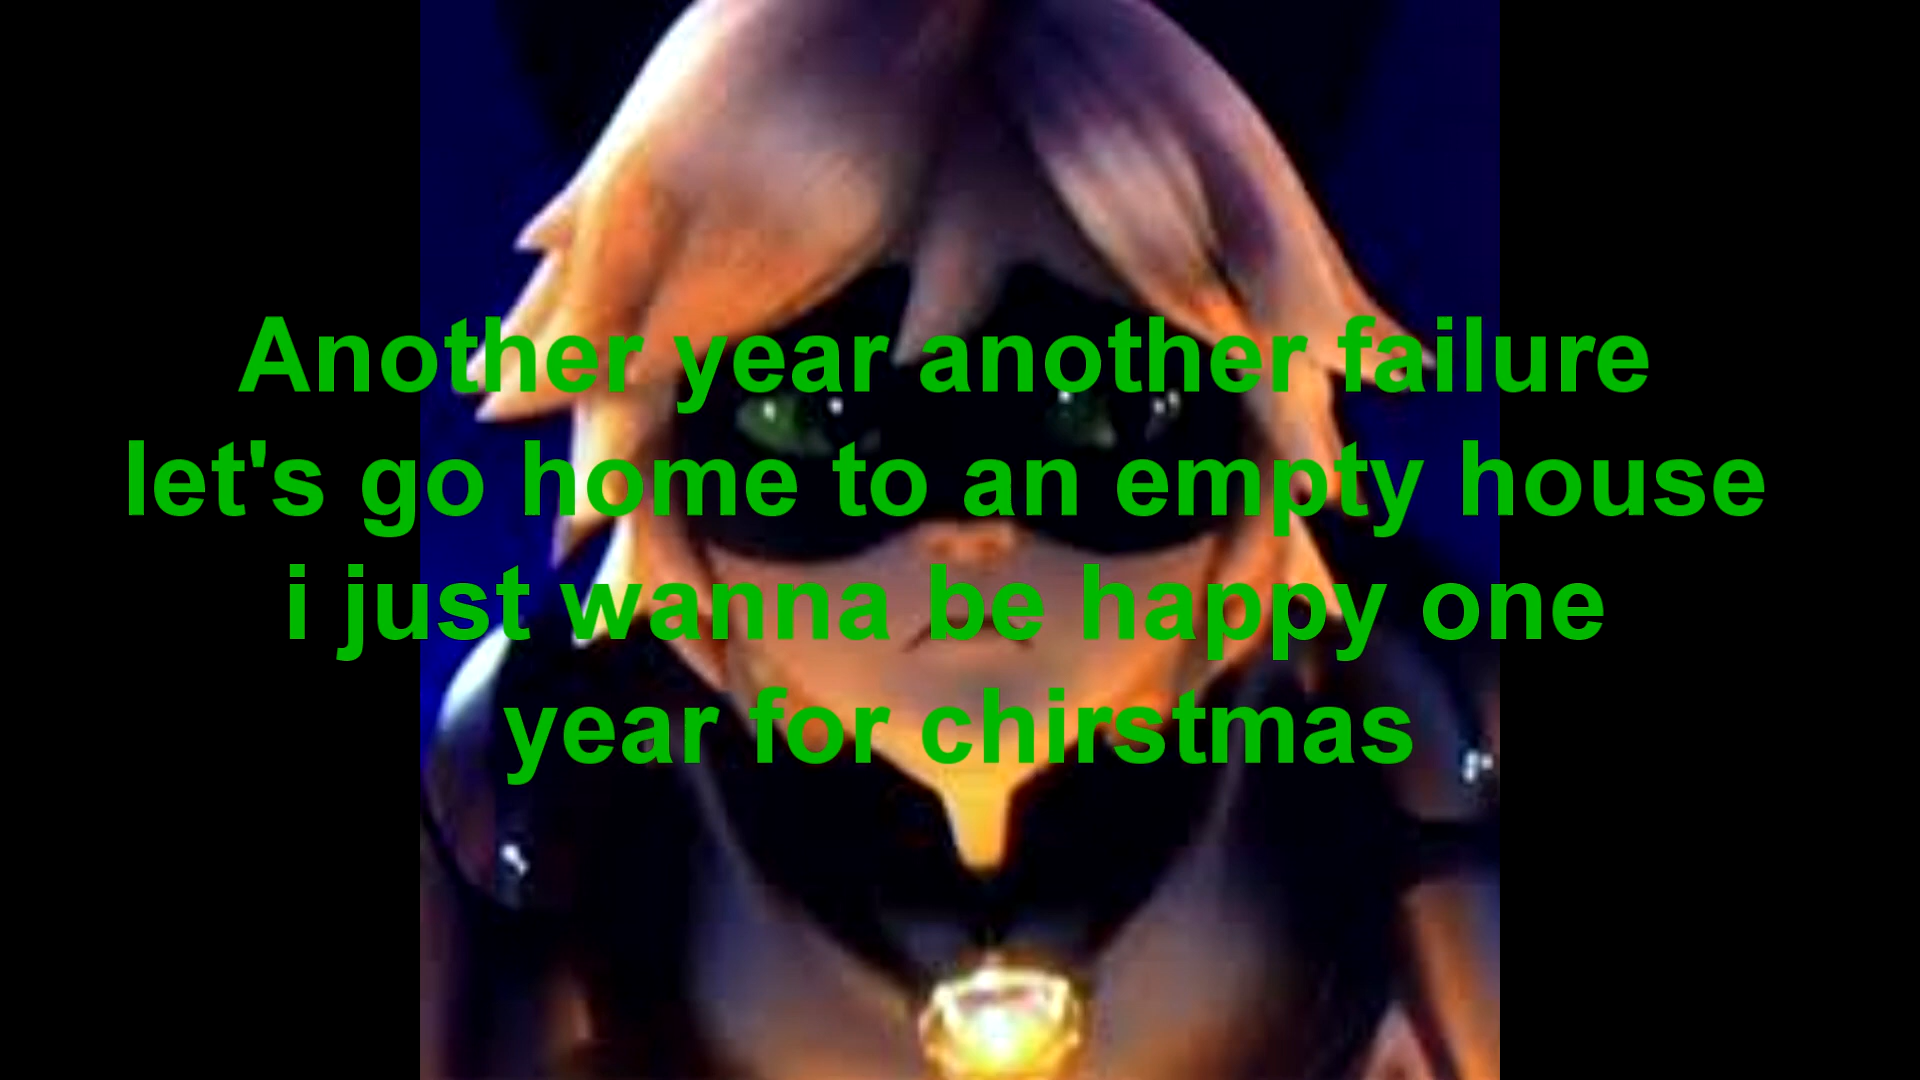 Another year another failure
let's go home to an empty house
i just wanna be happy one
year for chirstmas